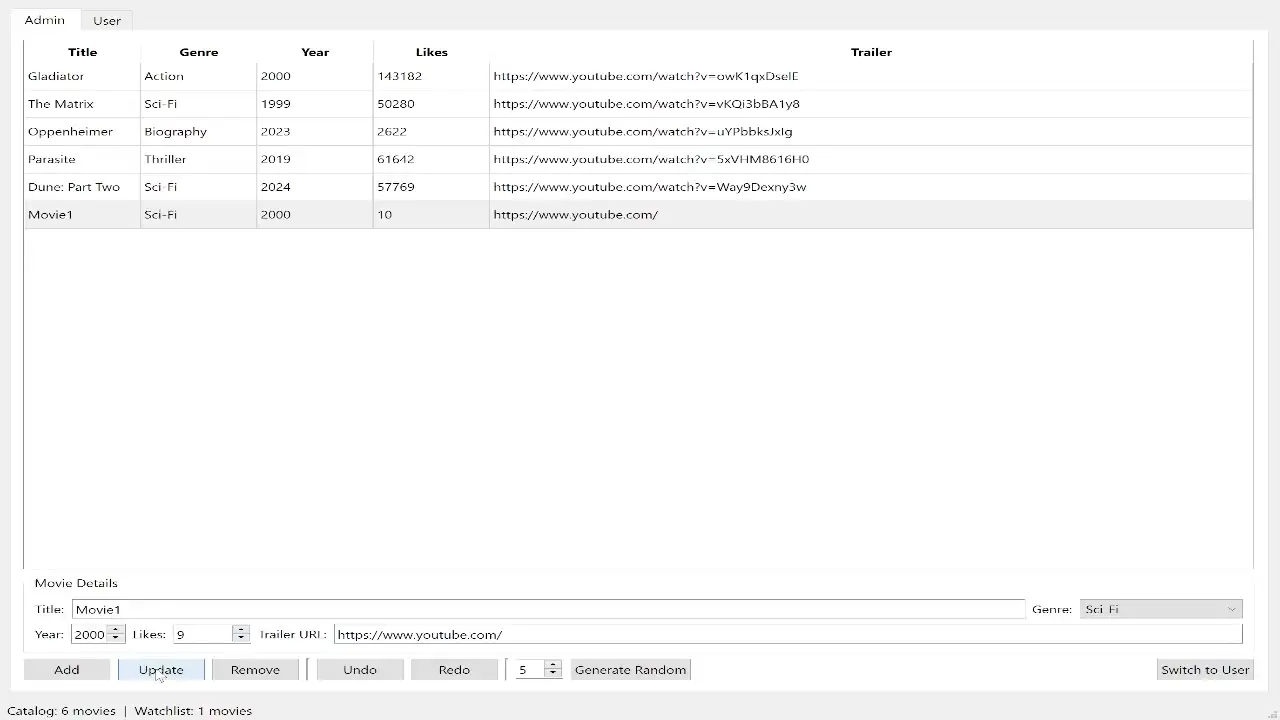 Admin User
Title Genre Year Likes Trailer
Gladiator Action 2000 143182 https://www.youtube.com/watch?v=owK1qxDselE
The Matrix Sci-Fi 1999 50280 https://www.youtube.com/watch?v=vKQi3bBA1y8
Oppenheimer Biography 2023 2622 https://www.youtube.com/watch?v=uYPbbksJxIg
Parasite Thriller 2019 61642 https://www.youtube.com/watch?v=5xVHM8616H0
Dune: Part Two Sci-Fi 2024 57769 https://www.youtube.com/watch?v=Way9Dexny3w
Movie1 Sci-Fi 2000 10 https://www.youtube.com/
Movie Details
Title: Movie1 Genre: Sci-Fi
Year: 2000 Likes: 9 Trailer URL: https://www.youtube.com/
Add Update Remove Undo Redo 5 Generate Random Switch to User
Catalog: 6 movies | Watchlist: 1 movies